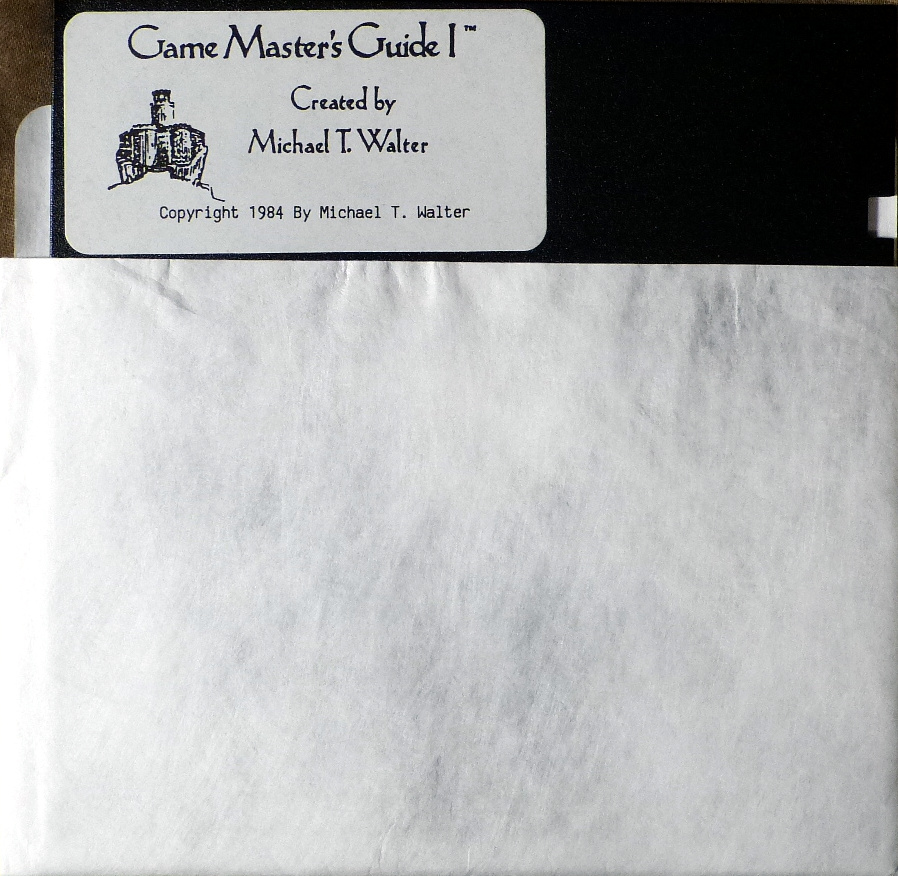 Game Master's Guide I™
Created by
Michael T. Walter
Copyright 1984 By Michael T. Walter